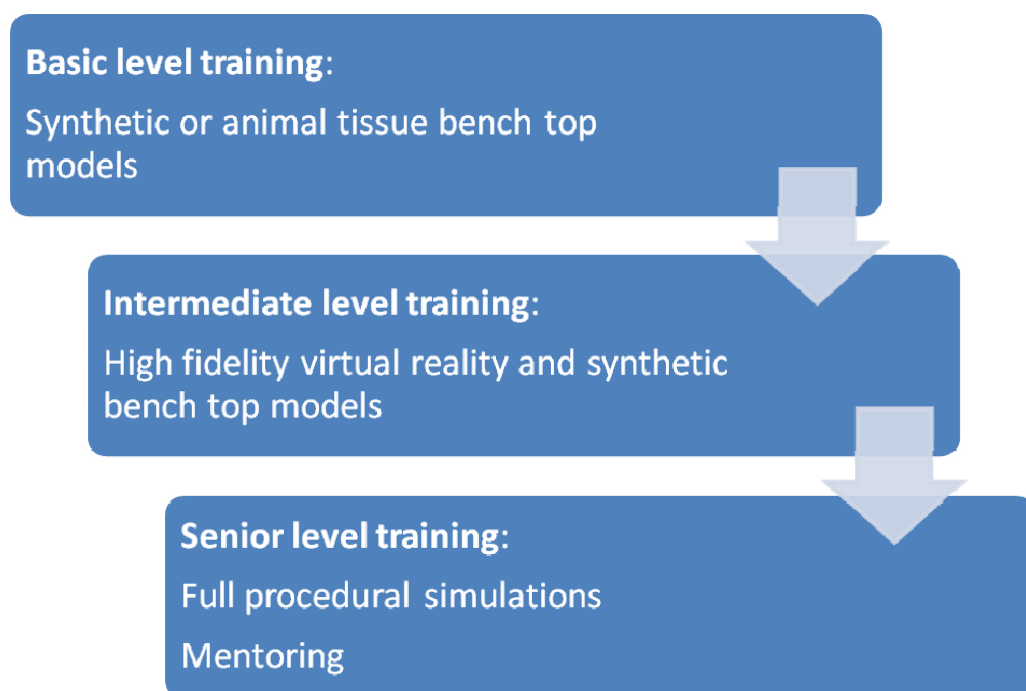 Basic level training:
Synthetic or animal tissue bench top
models
Intermediate level training:
High fidelity virtual reality and synthetic
bench top models
Senior level training:
Full procedural simulations
Mentoring